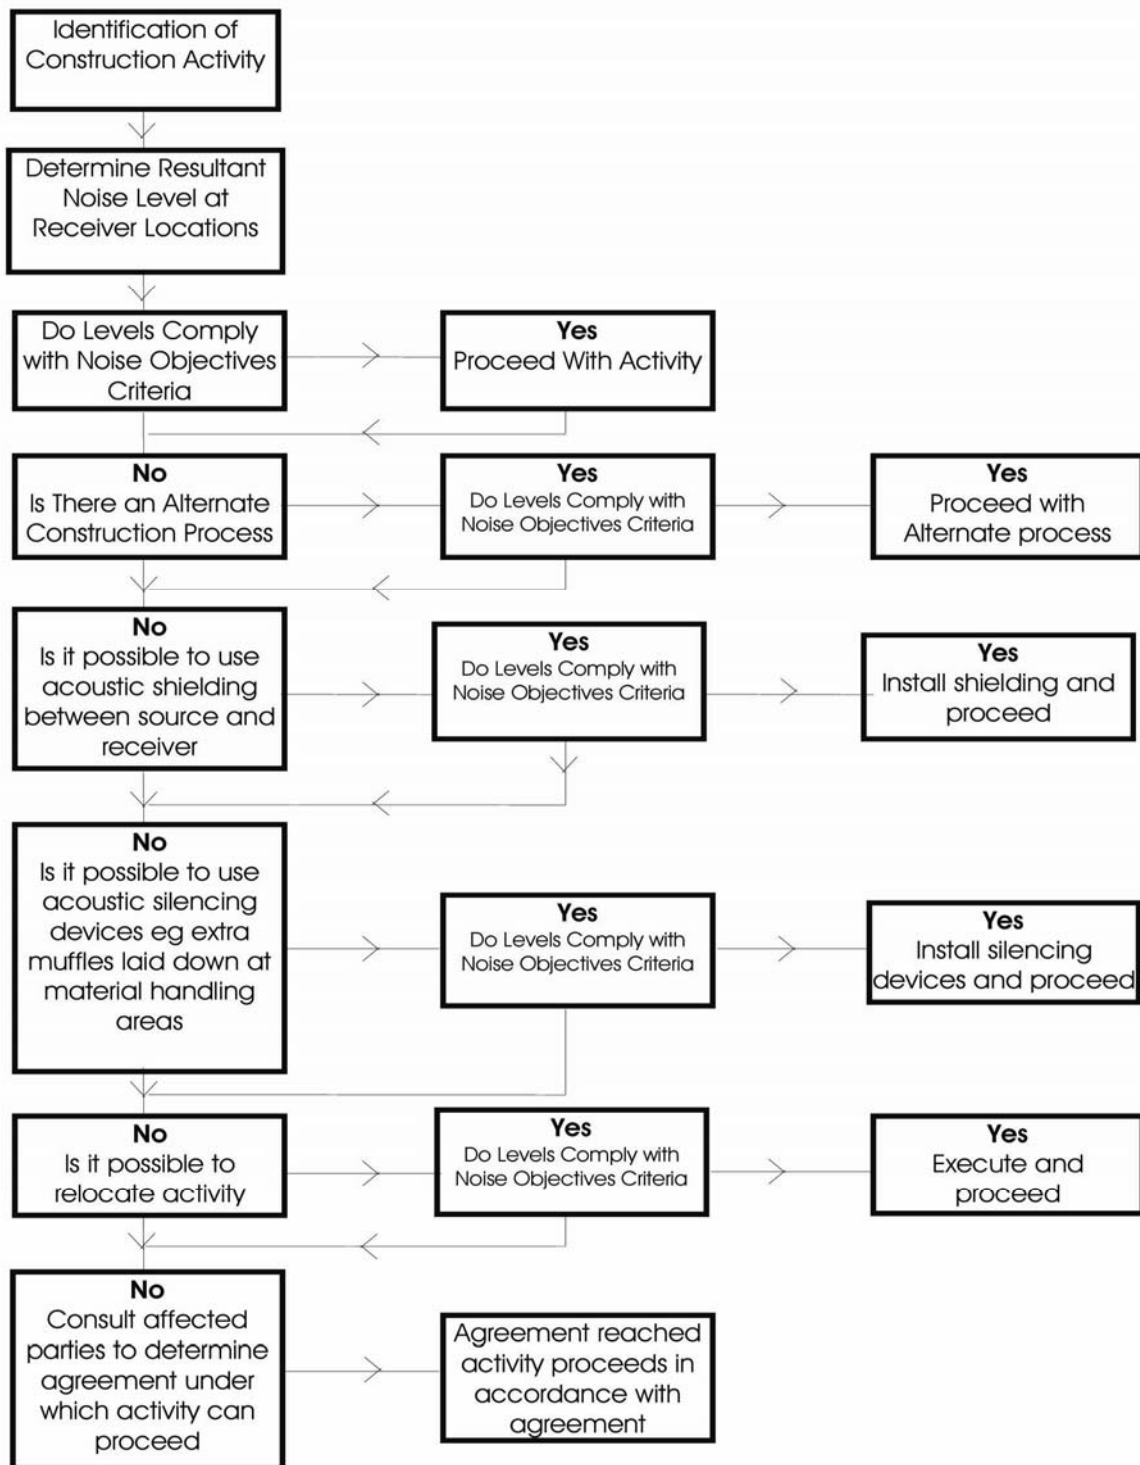 Identification of
Construction Activity
Determine Resultant
Noise Level at
Receiver Locations
Do Levels Comply
with Noise Objectives
Criteria
Yes
Proceed With Activity
No
Is There an Alternate
Construction Process
Yes
Do Levels Comply with
Noise Objectives Criteria
Yes
Proceed with
Alternate process
No
Is it possible to use
acoustic shielding
between source and
receiver
Yes
Do Levels Comply with
Noise Objectives Criteria
Yes
Install shielding and
proceed
No
Is it possible to use
acoustic silencing
devices eg extra
muffles laid down at
material handling
areas
Yes
Do Levels Comply with
Noise Objectives Criteria
Yes
Install silencing
devices and proceed
No
Is it possible to
relocate activity
Yes
Do Levels Comply with
Noise Objectives Criteria
Yes
Execute and
proceed
No
Consult affected
parties to determine
agreement under
which activity can
proceed
Agreement reached
activity proceeds in
accordance with
agreement